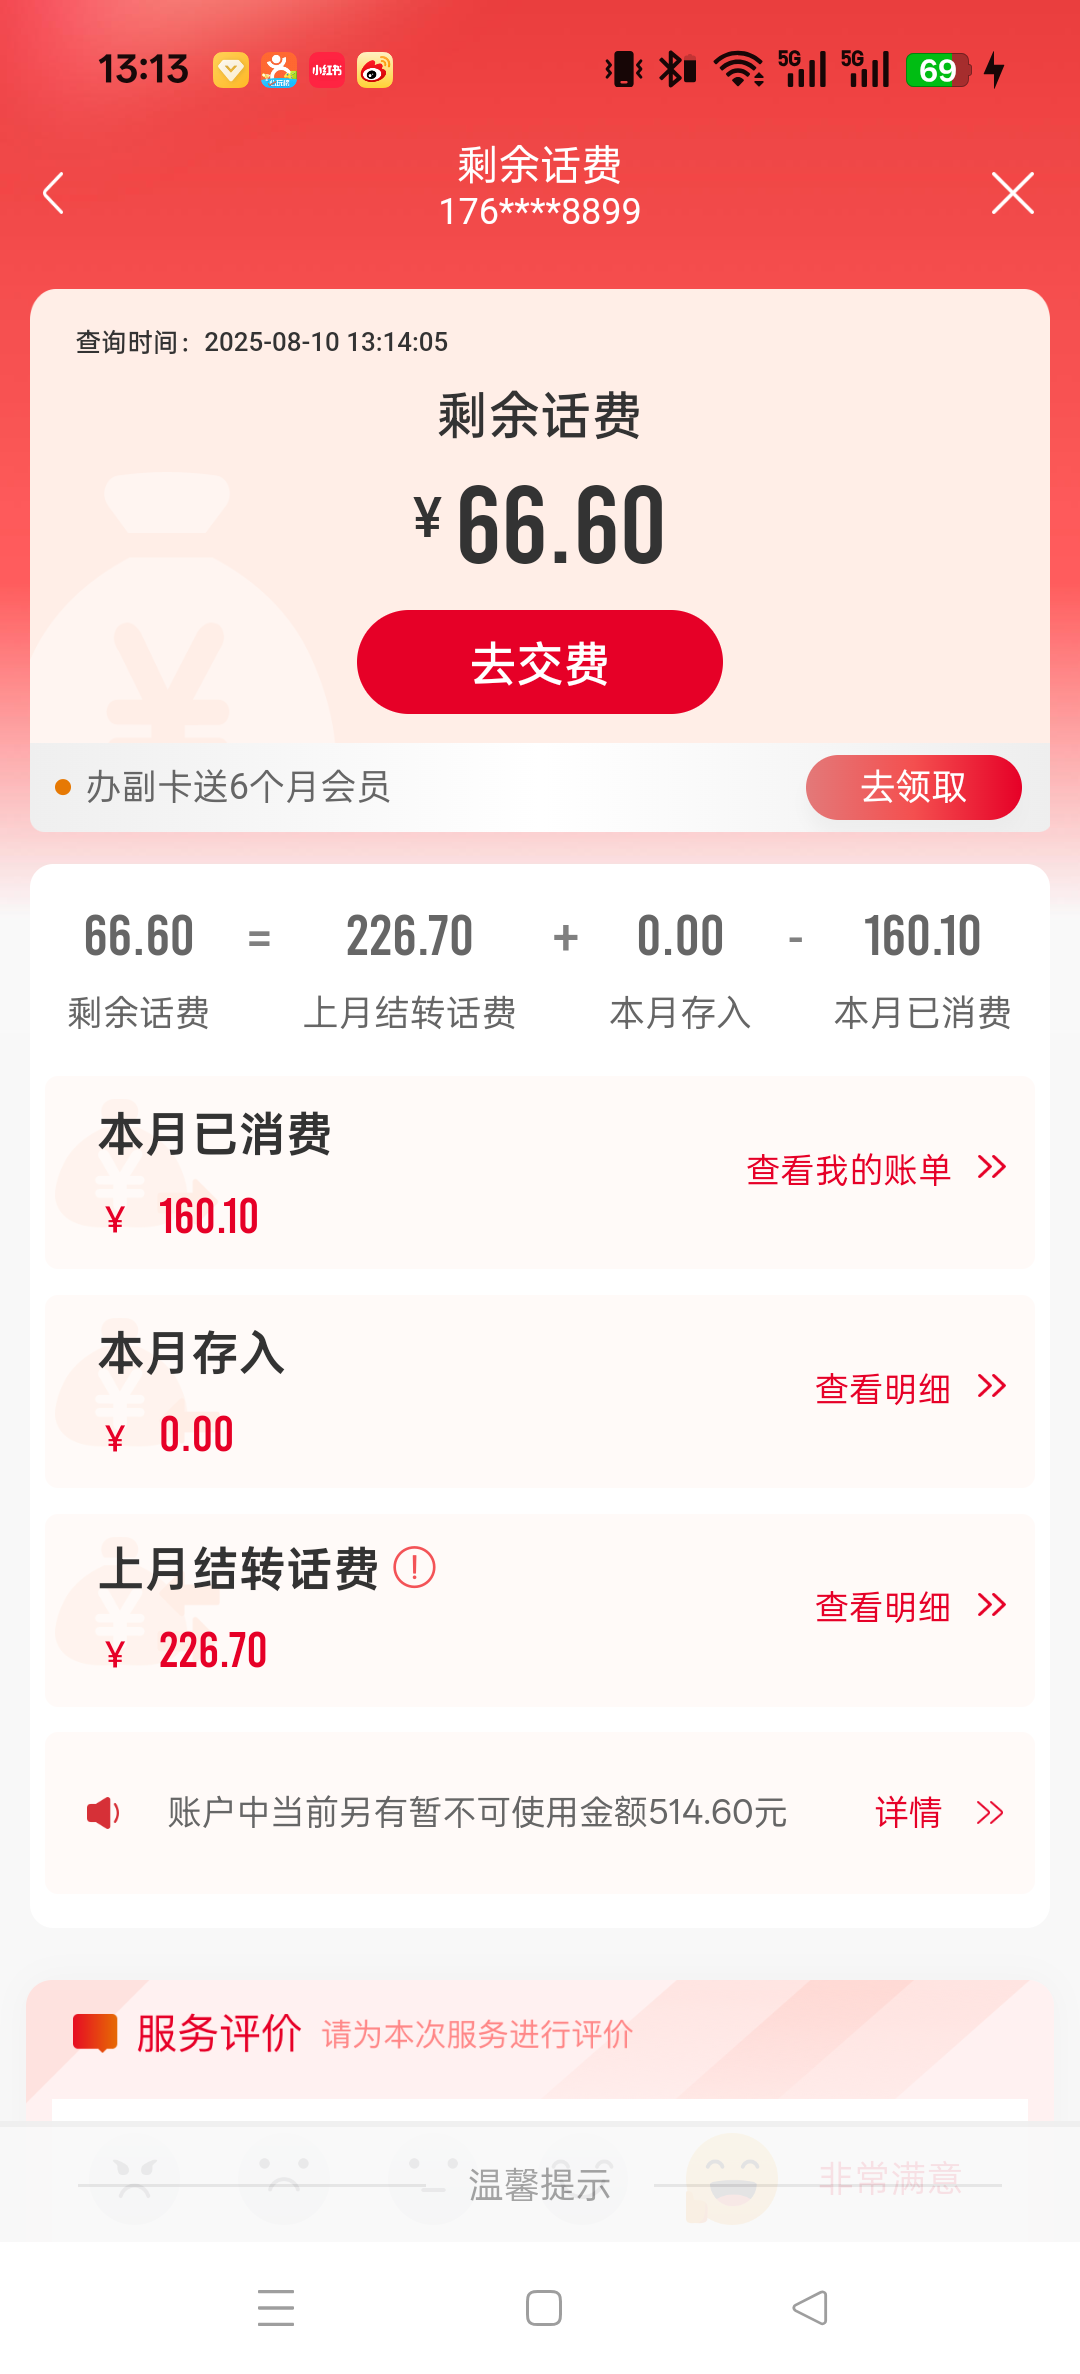 13:13
小红书
5G
5G
69
剩余话费
176****8899
查询时间：2025-08-10 13:14:05
剩余话费
¥66.60
去交费
办副卡送6个月会员
去领取
66.60 = 226.70 + 0.00 - 160.10
剩余话费 上月结转话费 本月存入 本月已消费
本月已消费
¥ 160.10
查看我的账单
本月存入
¥ 0.00
查看明细
上月结转话费
¥ 226.70
查看明细
账户中当前另有暂不可使用金额514.60元
详情
服务评价 请为本次服务进行评价
温馨提示
非常满意